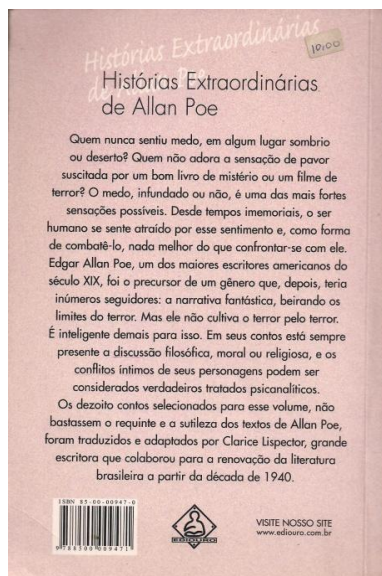 Histórias Extraordinárias
de Allan Poe
10,00
Histórias Extraordinárias
de Allan Poe
Quem nunca sentiu medo, em algum lugar sombrio
ou deserto? Quem não adora a sensação de pavor
suscitada por um bom livro de mistério ou um filme de
terror? O medo, infundado ou não, é uma das mais fortes
sensações possíveis. Desde tempos imemoriais, o ser
humano se sente atraído por esse sentimento e, como forma
de combatê-lo, nada melhor do que confrontar-se com ele.
Edgar Allan Poe, um dos maiores escritores americanos do
século XIX, foi o precursor de um gênero que, depois, teria
inúmeros seguidores: a narrativa fantástica, beirando os
limites do terror. Mas ele não cultiva o terror pelo terror.
É inteligente demais para isso. Em seus contos está sempre
presente a discussão filosófica, moral ou religiosa, e os
conflitos íntimos de seus personagens podem ser
considerados verdadeiros tratados psicanalíticos.
Os dezoito contos selecionados para esse volume, não
bastassem o requinte e a sutileza dos textos de Allan Poe,
foram traduzidos e adaptados por Clarice Lispector, grande
escritora que colaborou para a renovação da literatura
brasileira a partir da década de 1940.
ISBN 85-00-00947-0
9788500009471
EDIOURO
VISITE NOSSO SITE
www.ediouro.com.br